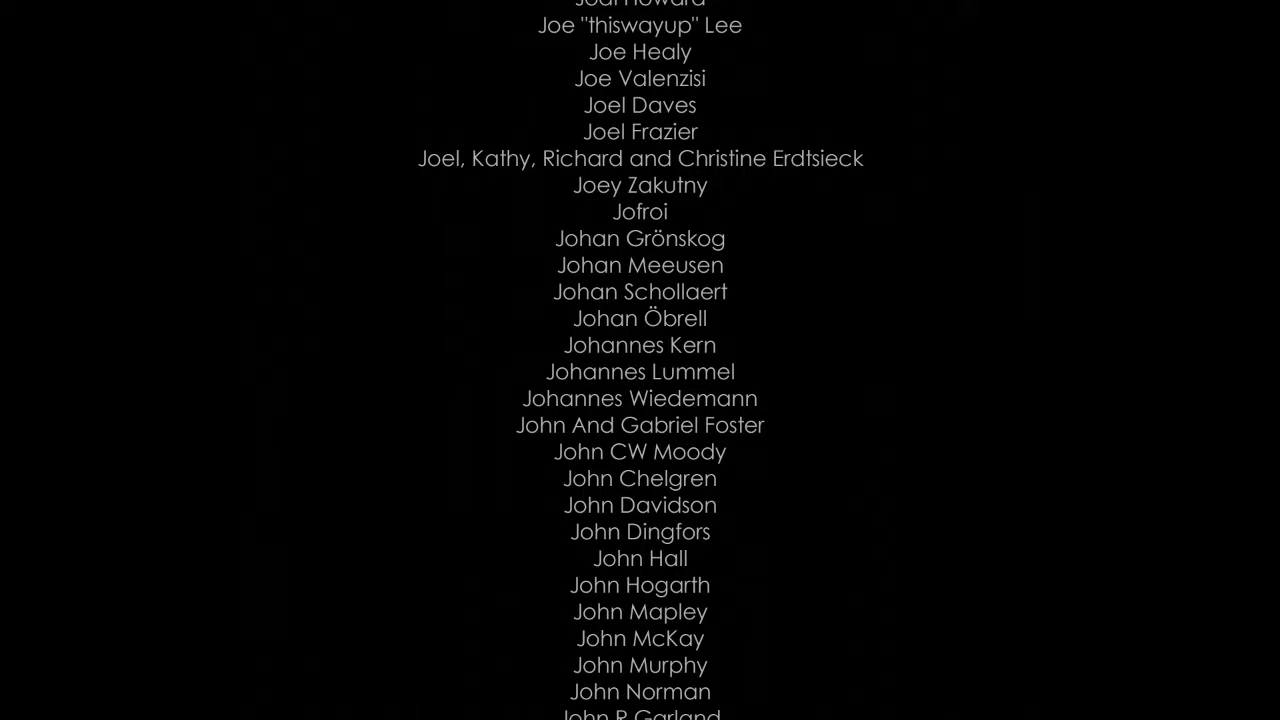 Joe "thiswayup" Lee
Joe Healy
Joe Valenzisi
Joel Daves
Joel Frazier
Joel, Kathy, Richard and Christine Erdtsieck
Joey Zakutny
Jofroi
Johan Grönskog
Johan Meeusen
Johan Schollaert
Johan Öbrell
Johannes Kern
Johannes Lummel
Johannes Wiedemann
John And Gabriel Foster
John CW Moody
John Chelgren
John Davidson
John Dingfors
John Hall
John Hogarth
John Mapley
John McKay
John Murphy
John Norman
John R Garland